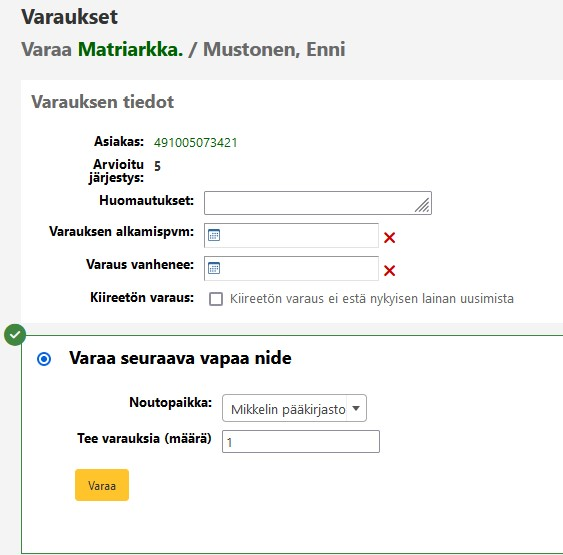 Varaukset
Varaa Matriarkka. / Mustonen, Enni
Varauksen tiedot
Asiakas: 491005073421
Arvioitu järjestys: 5
Huomautukset:
Varauksen alkamispvm:
Varaus vanhenee:
Kiireetön varaus: Kiireetön varaus ei estä nykyisen lainan uusimista
Varaa seuraava vapaa nide
Noutopaikka: Mikkelin pääkirjasto
Tee varauksia (määrä) 1
Varaa